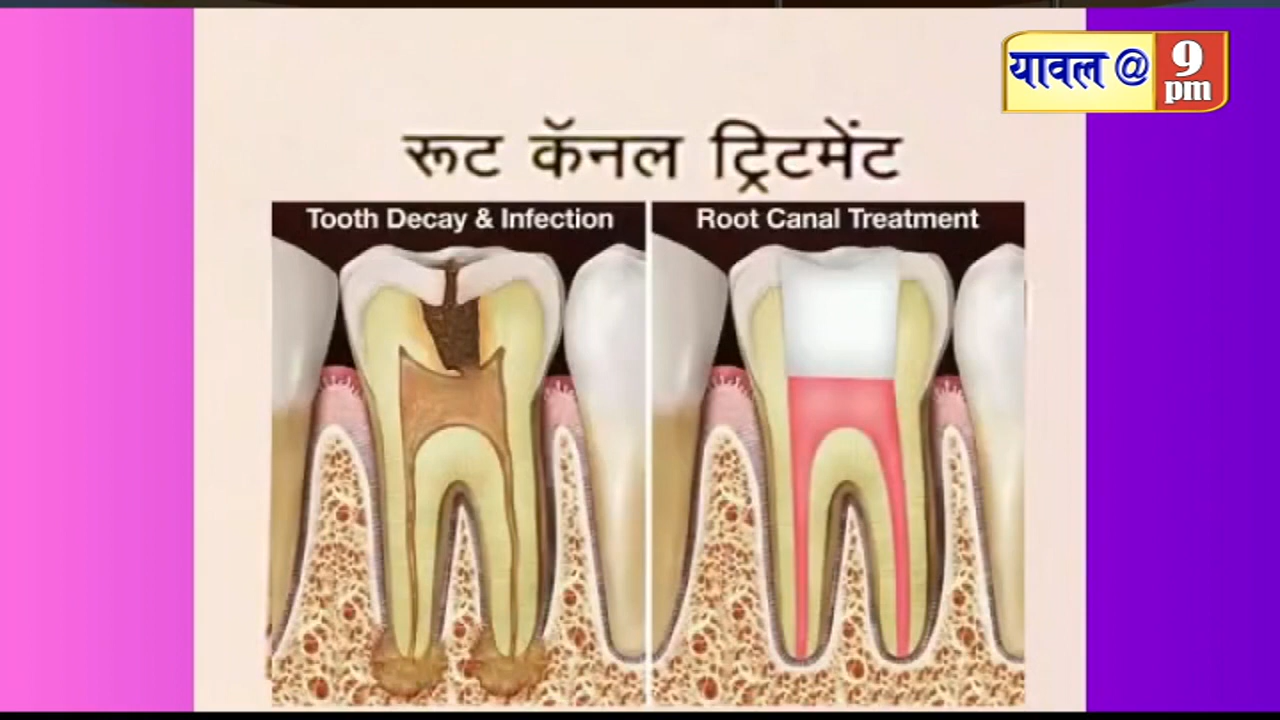 यावल @ 9 pm
रूट कॅनल ट्रिटमेंट
Tooth Decay & Infection
Root Canal Treatment